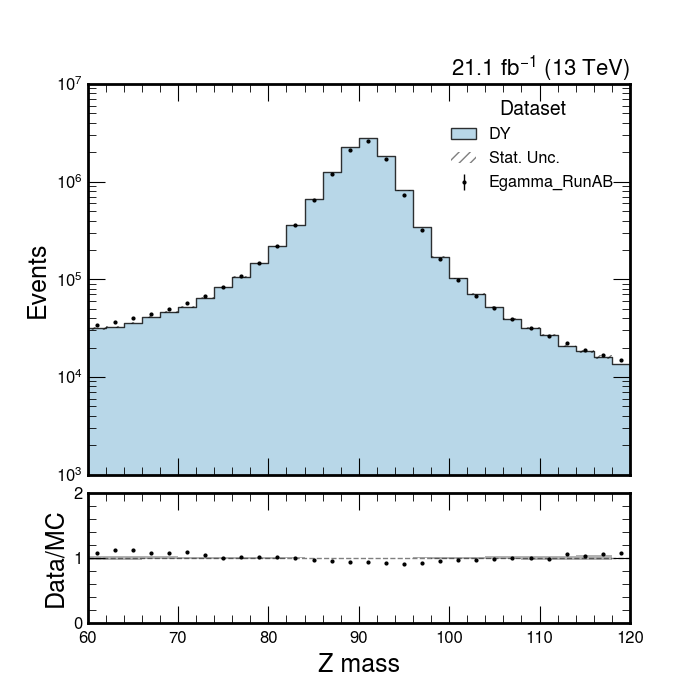 21.1 fb⁻¹ (13 TeV)
10⁷
Dataset
DY
Stat. Unc.
Egamma_RunAB
10⁶
10⁵
Events
10⁴
10³
2
Data/MC
1
0
60 70 80 90 100 110 120
Z mass